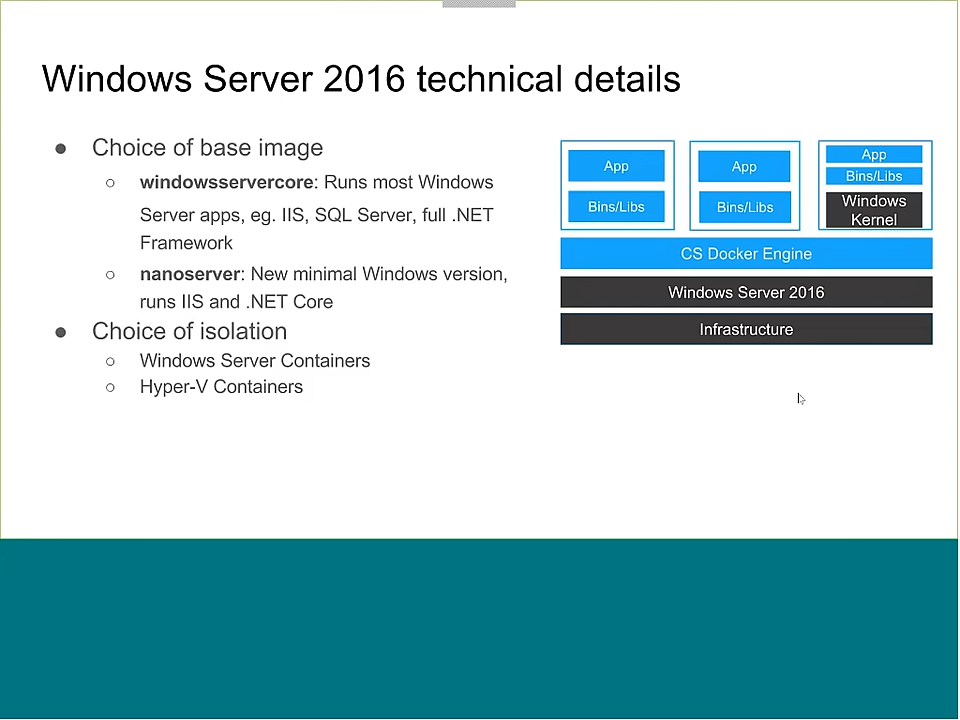 Windows Server 2016 technical details
● Choice of base image
○ windowsservercore: Runs most Windows
Server apps, eg. IIS, SQL Server, full .NET
Framework
○ nanoserver: New minimal Windows version,
runs IIS and .NET Core
● Choice of isolation
○ Windows Server Containers
○ Hyper-V Containers
App
Bins/Libs
App
Bins/Libs
App
Bins/Libs
Windows
Kernel
CS Docker Engine
Windows Server 2016
Infrastructure